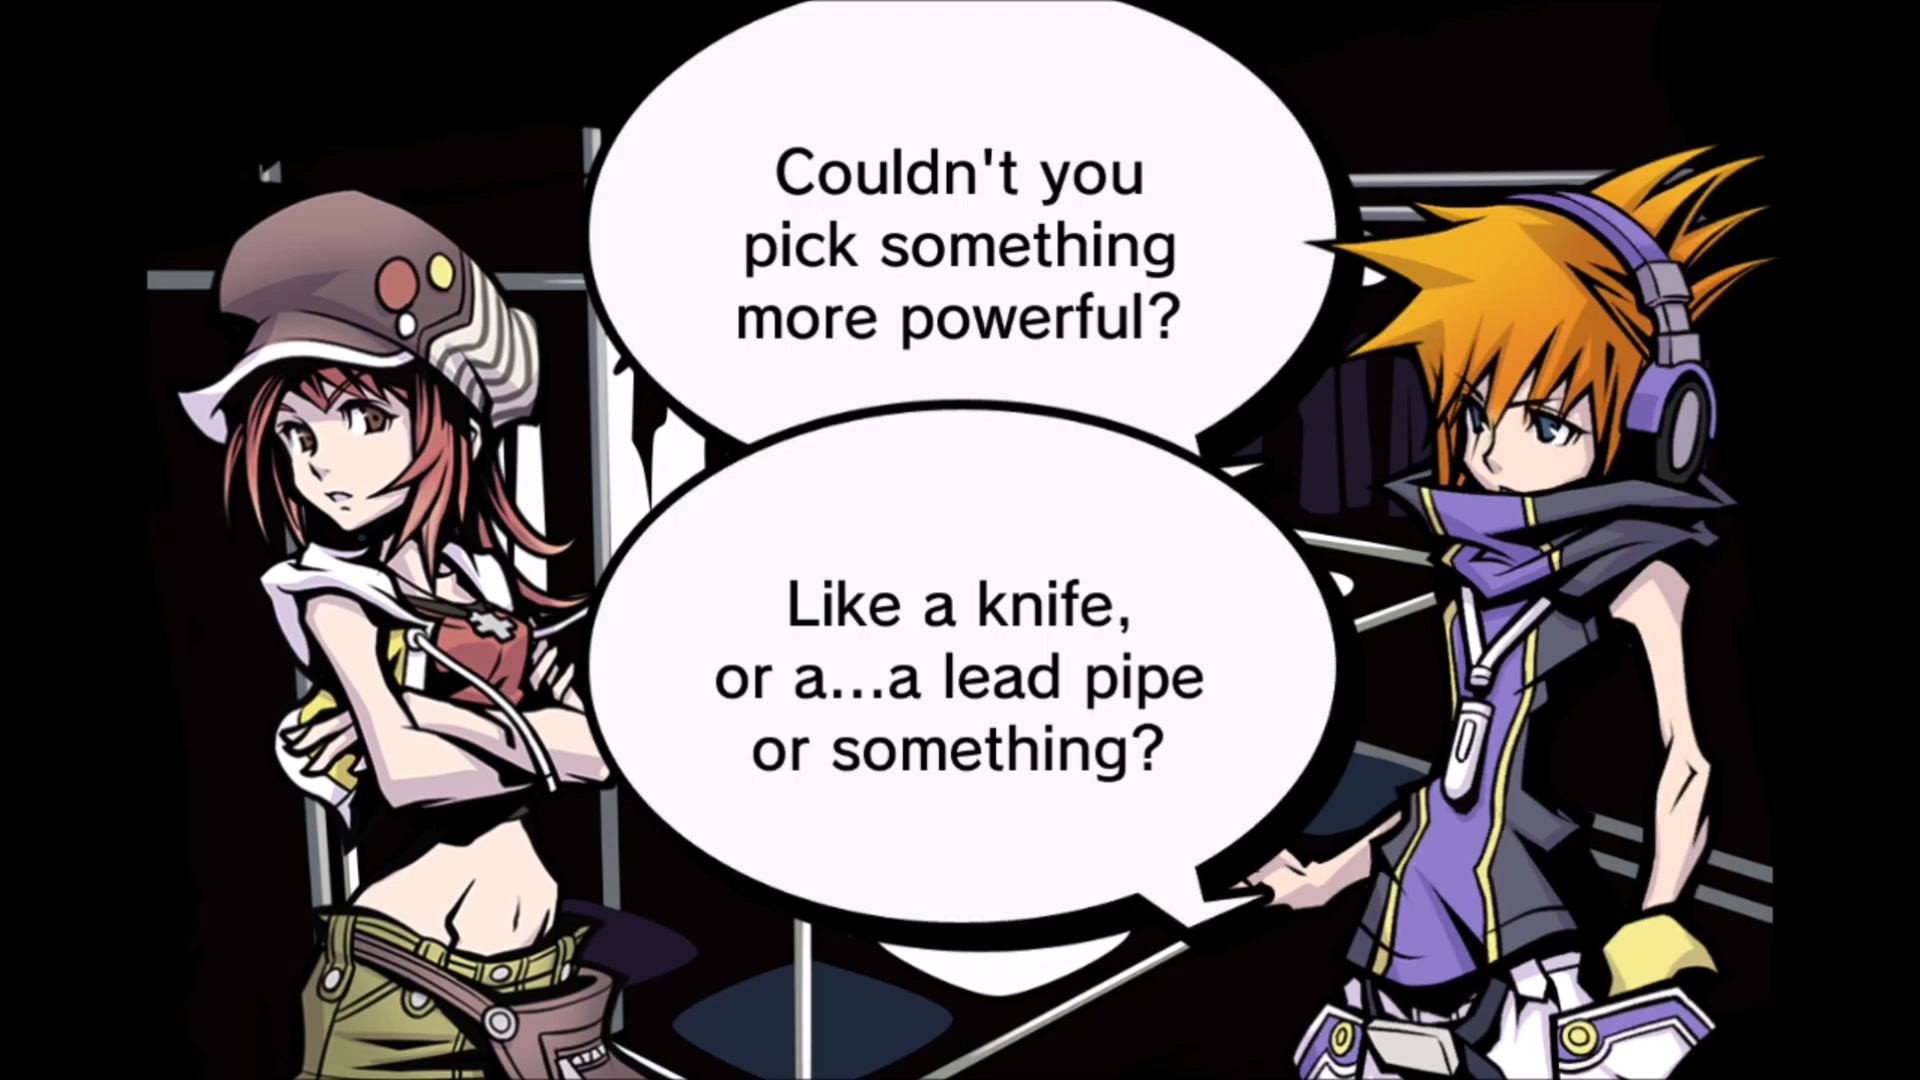 Couldn't you
pick something
more powerful?
Like a knife,
or a...a lead pipe
or something?